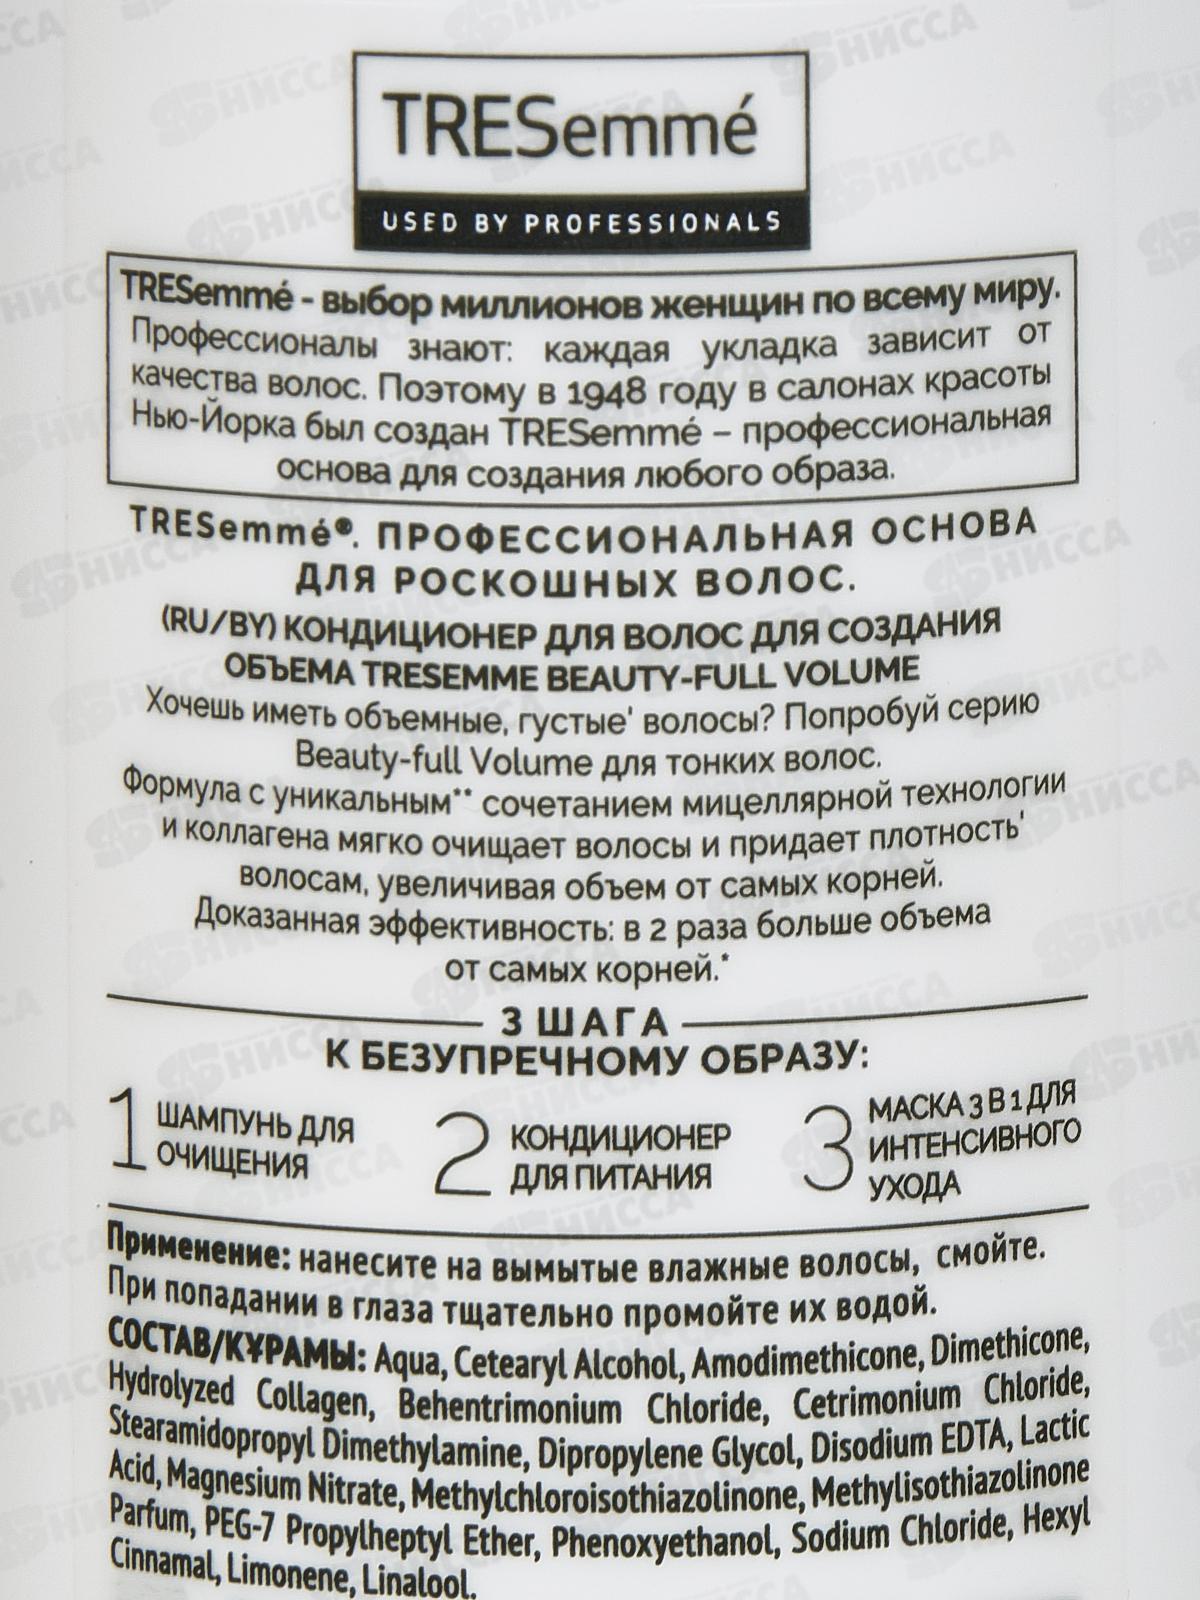 TRESemmé
USED BY PROFESSIONALS
TRESemmé - выбор миллионов женщин по всему миру.
Профессионалы знают: каждая укладка зависит от
качества волос. Поэтому в 1948 году в салонах красоты
Нью-Йорка был создан TRESemmé – профессиональная
основа для создания любого образа.
TRESemmé®. ПРОФЕССИОНАЛЬНАЯ ОСНОВА
ДЛЯ РОСКОШНЫХ ВОЛОС.
(RU/BY) КОНДИЦИОНЕР ДЛЯ ВОЛОС ДЛЯ СОЗДАНИЯ
ОБЪЕМА TRESEMME BEAUTY-FULL VOLUME
Хочешь иметь объемные, густые' волосы? Попробуй серию
Beauty-full Volume для тонких волос.
Формула с уникальным** сочетанием мицеллярной технологии
и коллагена мягко очищает волосы и придает плотность'
волосам, увеличивая объем от самых корней.
Доказанная эффективность: в 2 раза больше объема
от самых корней.*
3 ШАГА
К БЕЗУПРЕЧНОМУ ОБРАЗУ:
1 ШАМПУНЬ ДЛЯ
ОЧИЩЕНИЯ
2 КОНДИЦИОНЕР
ДЛЯ ПИТАНИЯ
3 МАСКА 3 В 1 ДЛЯ
ИНТЕНСИВНОГО
УХОДА
Применение: нанесите на вымытые влажные волосы, смойте.
При попадании в глаза тщательно промойте их водой.
СОСТАВ/ҚҰРАМЫ: Aqua, Cetearyl Alcohol, Amodimethicone, Dimethicone,
Hydrolyzed Collagen, Behentrimonium Chloride, Cetrimonium Chloride,
Stearamidopropyl Dimethylamine, Dipropylene Glycol, Disodium EDTA, Lactic
Acid, Magnesium Nitrate, Methylchloroisothiazolinone, Methylisothiazolinone
Parfum, PEG-7 Propylheptyl Ether, Phenoxyethanol, Sodium Chloride, Hexyl
Cinnamal, Limonene, Linalool.
НИССА